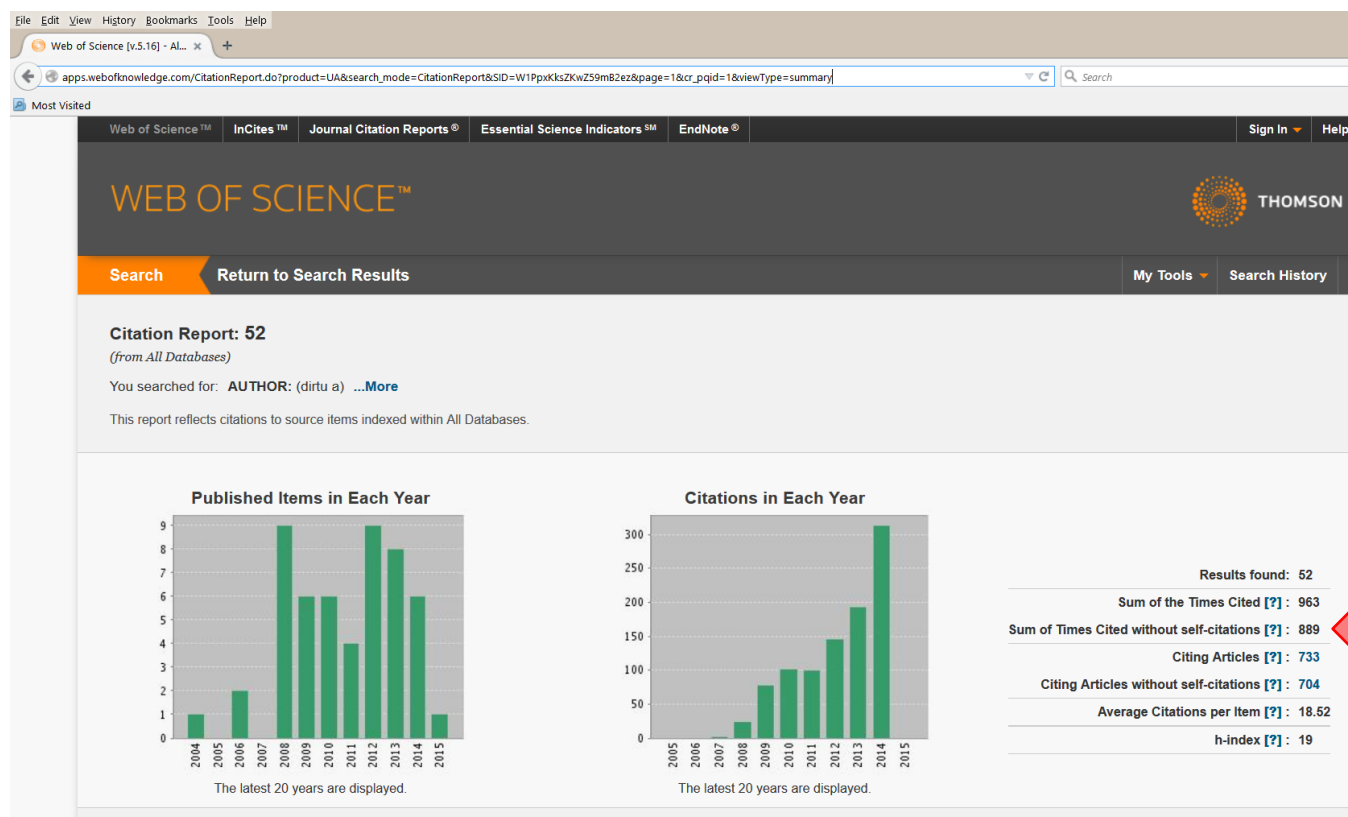 File Edit View History Bookmarks Tools Help
Web of Science [v.5.16] - Al... × +
apps.webofknowledge.com/CitationReport.do?product=UA&search_mode=CitationReport&SID=W1PpxKksZKwZ59mB2ez&page=1&cr_pqid=1&viewType=summary Search
Most Visited
Web of Science™ InCites™ Journal Citation Reports® Essential Science Indicators℠ EndNote® Sign In Help
WEB OF SCIENCE™ THOMSON
Search Return to Search Results My Tools Search History
Citation Report: 52
(from All Databases)
You searched for: AUTHOR: (dirtu a) ...More
This report reflects citations to source items indexed within All Databases.
Published Items in Each Year
9
8
7
6
5
4
3
2
1
0
2004 2005 2006 2007 2008 2009 2010 2011 2012 2013 2014 2015
The latest 20 years are displayed.
Citations in Each Year
300
250
200
150
100
50
0
2005 2006 2007 2008 2009 2010 2011 2012 2013 2014 2015
The latest 20 years are displayed.
Results found: 52
Sum of the Times Cited [?] : 963
Sum of Times Cited without self-citations [?] : 889
Citing Articles [?] : 733
Citing Articles without self-citations [?] : 704
Average Citations per Item [?] : 18.52
h-index [?] : 19